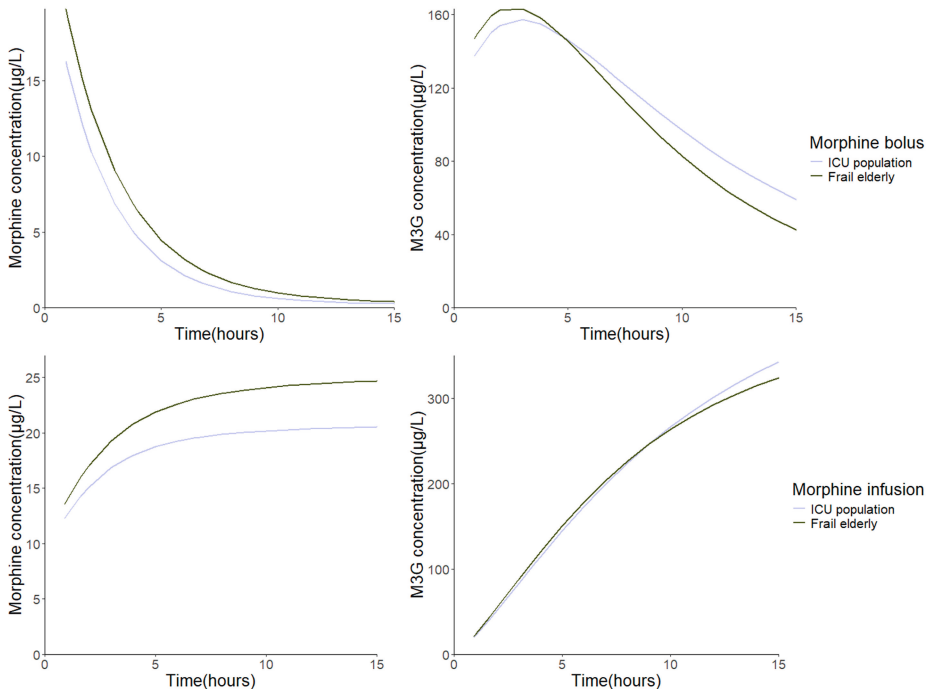 Morphine concentration(µg/L)
15
10
5
0
0 5 10 15
Time(hours)
M3G concentration(µg/L)
160
120
80
40
0
0 5 10 15
Time(hours)
Morphine bolus
ICU population
Frail elderly
Morphine concentration(µg/L)
25
20
15
10
5
0
0 5 10 15
Time(hours)
M3G concentration(µg/L)
300
200
100
0
0 5 10 15
Time(hours)
Morphine infusion
ICU population
Frail elderly